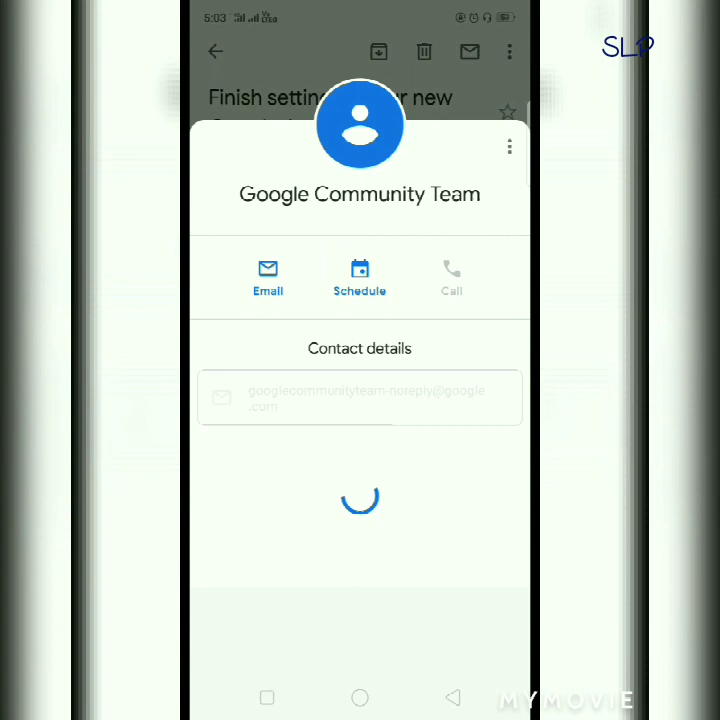 5:03
SLP
Finish settin r new
Google Community Team
Email Schedule Call
Contact details
googlecommunityteam-noreply@google
.com
MYMOVIE